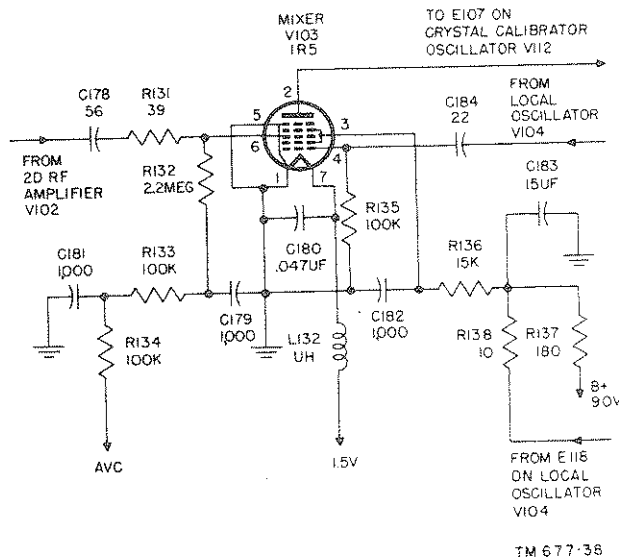 MIXER
V103
1R5
TO E107 ON
CRYSTAL CALIBRATOR
OSCILLATOR V112
2
C178
56
R131
39
5
6
3
4
C184
22
FROM
LOCAL
OSCILLATOR
V104
FROM
2D RF
AMPLIFIER
V102
R132
2.2MEG
1
7
C183
15UF
R135
100K
C180
.047UF
R136
15K
C181
1,000
R133
100K
C179
1,000
C182
1,000
R134
100K
L132
UH
R138
10
R137
180
B+
90V
AVC
1.5V
FROM E118
ON LOCAL
OSCILLATOR
V104
TM 677-38